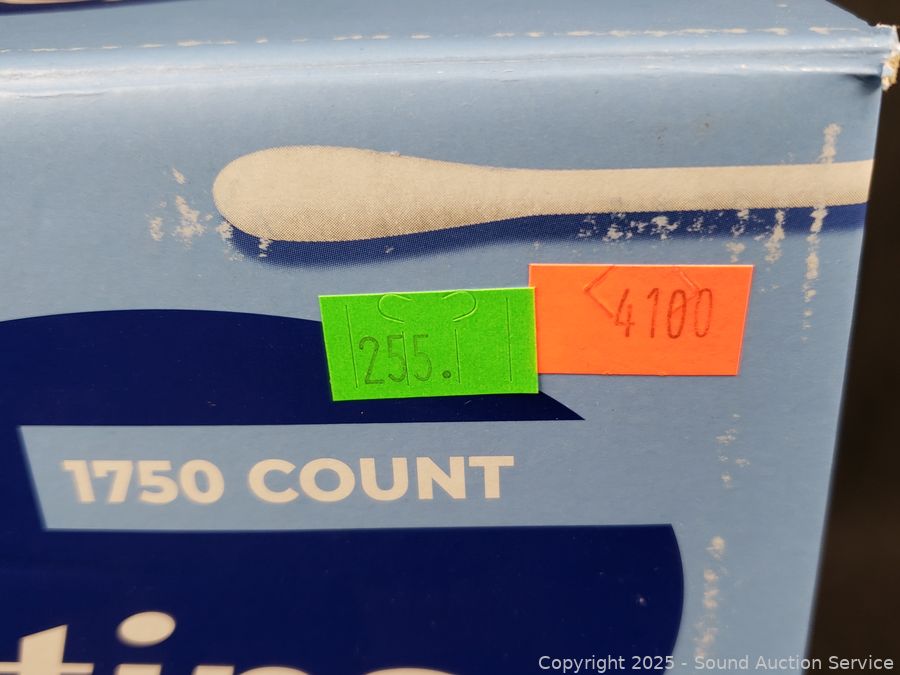 4100
255.
1750 COUNT
Copyright © 2025 - Sound Auction Service